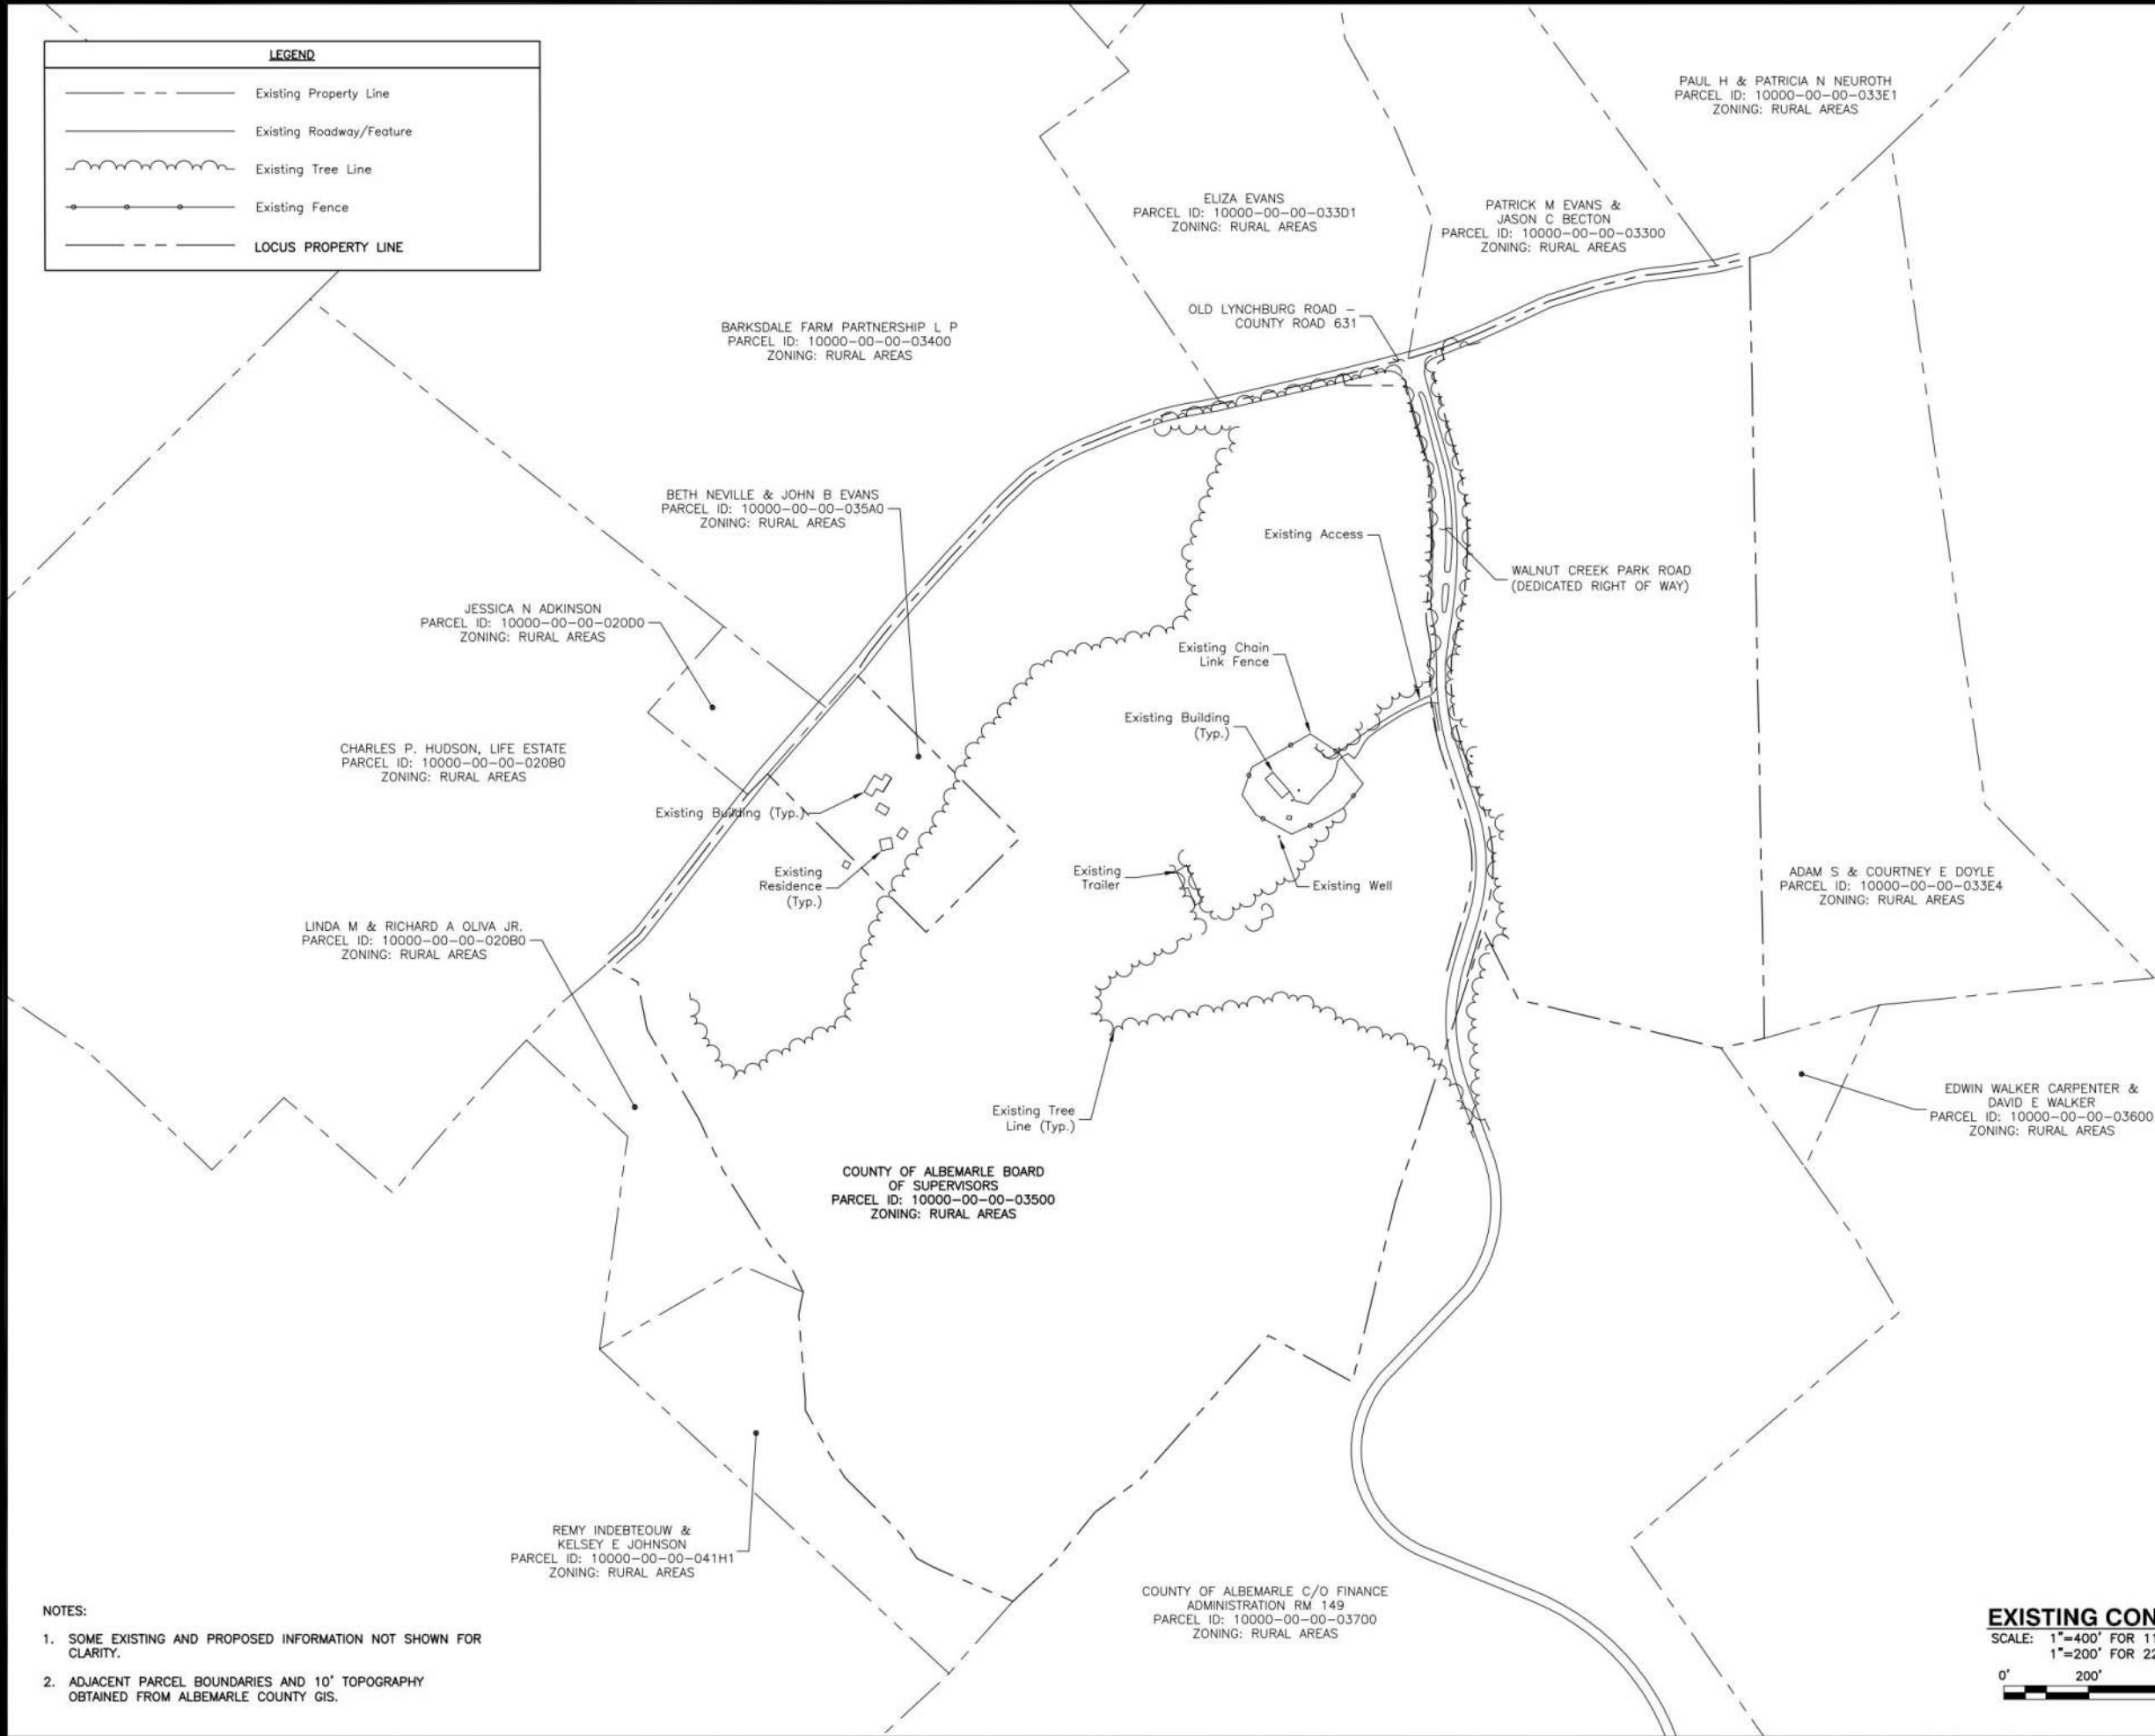 LEGEND
Existing Property Line
Existing Roadway/Feature
Existing Tree Line
Existing Fence
LOCUS PROPERTY LINE
PAUL H & PATRICIA N NEUROTH
PARCEL ID: 10000-00-00-033E1
ZONING: RURAL AREAS
ELIZA EVANS
PARCEL ID: 10000-00-00-033D1
ZONING: RURAL AREAS
PATRICK M EVANS &
JASON C BECTON
PARCEL ID: 10000-00-00-03300
ZONING: RURAL AREAS
OLD LYNCHBURG ROAD -
COUNTY ROAD 631
BARKSDALE FARM PARTNERSHIP L P
PARCEL ID: 10000-00-00-03400
ZONING: RURAL AREAS
BETH NEVILLE & JOHN B EVANS
PARCEL ID: 10000-00-00-035A0
ZONING: RURAL AREAS
Existing Access
WALNUT CREEK PARK ROAD
(DEDICATED RIGHT OF WAY)
JESSICA N ADKINSON
PARCEL ID: 10000-00-00-020D0
ZONING: RURAL AREAS
Existing Chain
Link Fence
Existing Building
(Typ.)
CHARLES P. HUDSON, LIFE ESTATE
PARCEL ID: 10000-00-00-020B0
ZONING: RURAL AREAS
Existing Building (Typ.)
Existing
Residence
(Typ.)
Existing
Trailer
Existing Well
ADAM S & COURTNEY E DOYLE
PARCEL ID: 10000-00-00-033E4
ZONING: RURAL AREAS
LINDA M & RICHARD A OLIVA JR.
PARCEL ID: 10000-00-00-020B0
ZONING: RURAL AREAS
Existing Tree
Line (Typ.)
EDWIN WALKER CARPENTER &
DAVID E WALKER
PARCEL ID: 10000-00-00-03600
ZONING: RURAL AREAS
COUNTY OF ALBEMARLE BOARD
OF SUPERVISORS
PARCEL ID: 10000-00-00-03500
ZONING: RURAL AREAS
REMY INDEBTEOUW &
KELSEY E JOHNSON
PARCEL ID: 10000-00-00-041H1
ZONING: RURAL AREAS
COUNTY OF ALBEMARLE C/O FINANCE
ADMINISTRATION RM 149
PARCEL ID: 10000-00-00-03700
ZONING: RURAL AREAS
NOTES:
1. SOME EXISTING AND PROPOSED INFORMATION NOT SHOWN FOR
CLARITY.
2. ADJACENT PARCEL BOUNDARIES AND 10' TOPOGRAPHY
OBTAINED FROM ALBEMARLE COUNTY GIS.
EXISTING CON
SCALE: 1"=400' FOR 11
1"=200' FOR 22
0' 200'